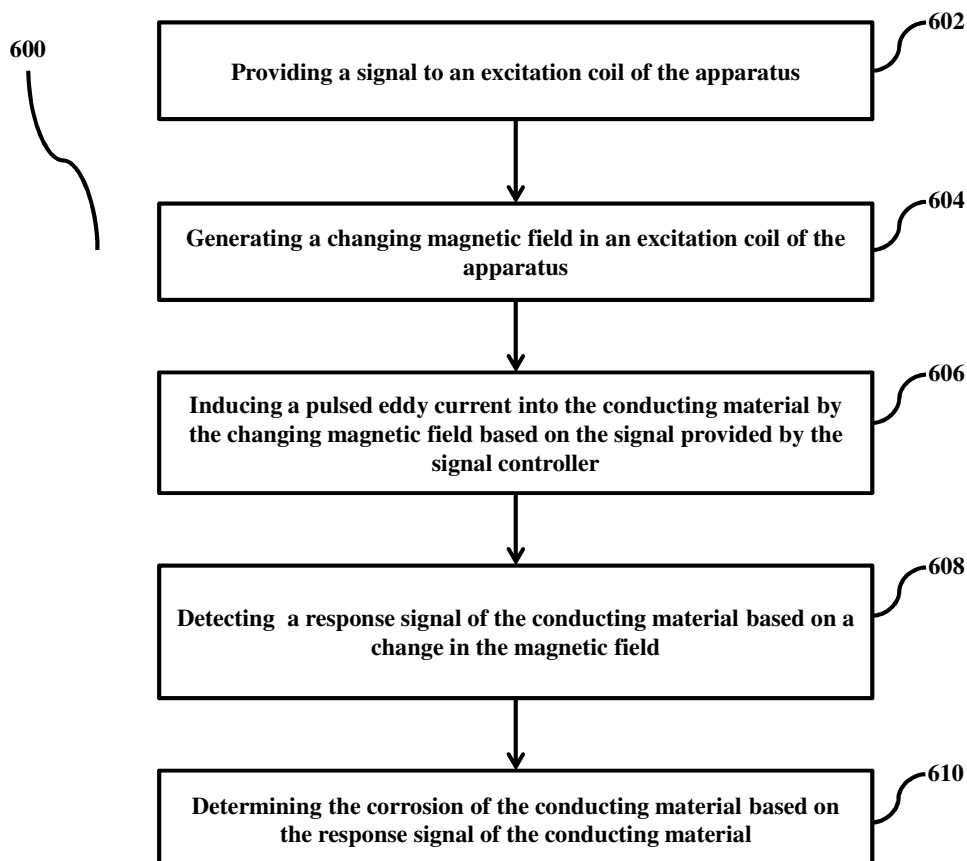 600
602
Providing a signal to an excitation coil of the apparatus
604
Generating a changing magnetic field in an excitation coil of the
apparatus
606
Inducing a pulsed eddy current into the conducting material by
the changing magnetic field based on the signal provided by the
signal controller
608
Detecting  a response signal of the conducting material based on a
change in the magnetic field
610
Determining the corrosion of the conducting material based on
the response signal of the conducting material